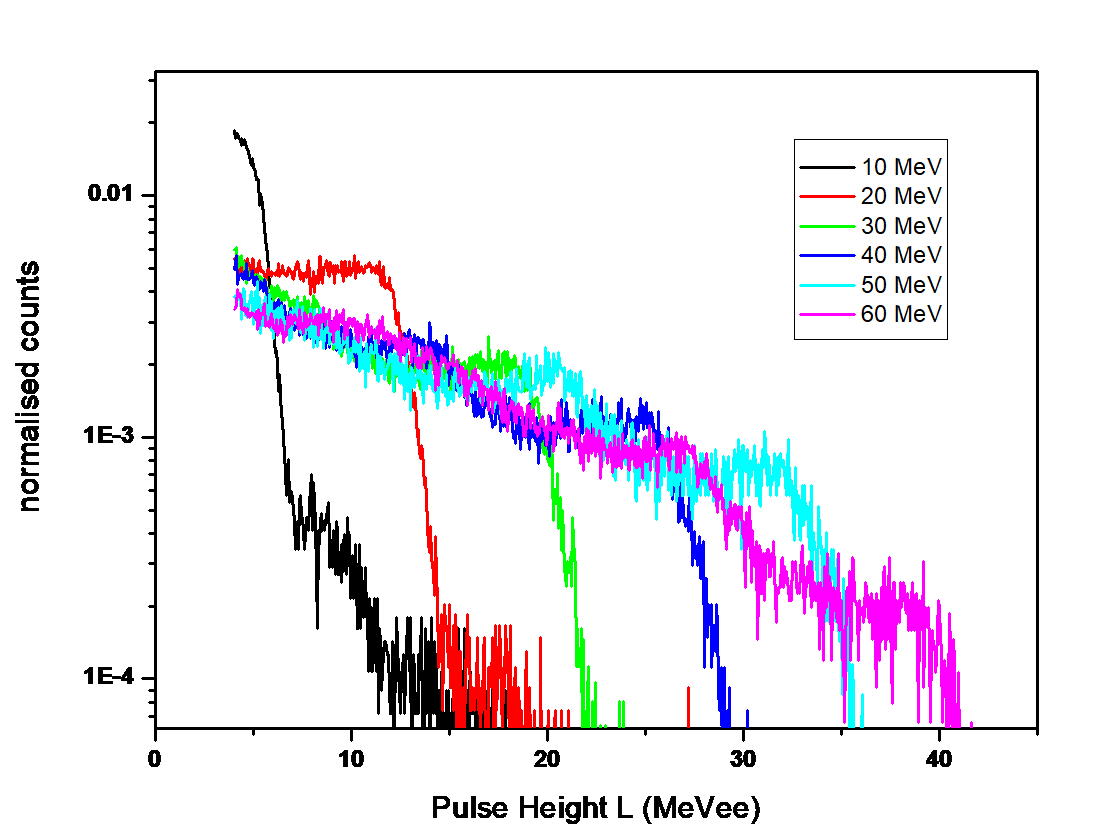 normalised counts
0.01
1E-3
1E-4
10 MeV
20 MeV
30 MeV
40 MeV
50 MeV
60 MeV
0 10 20 30 40
Pulse Height L (MeVee)